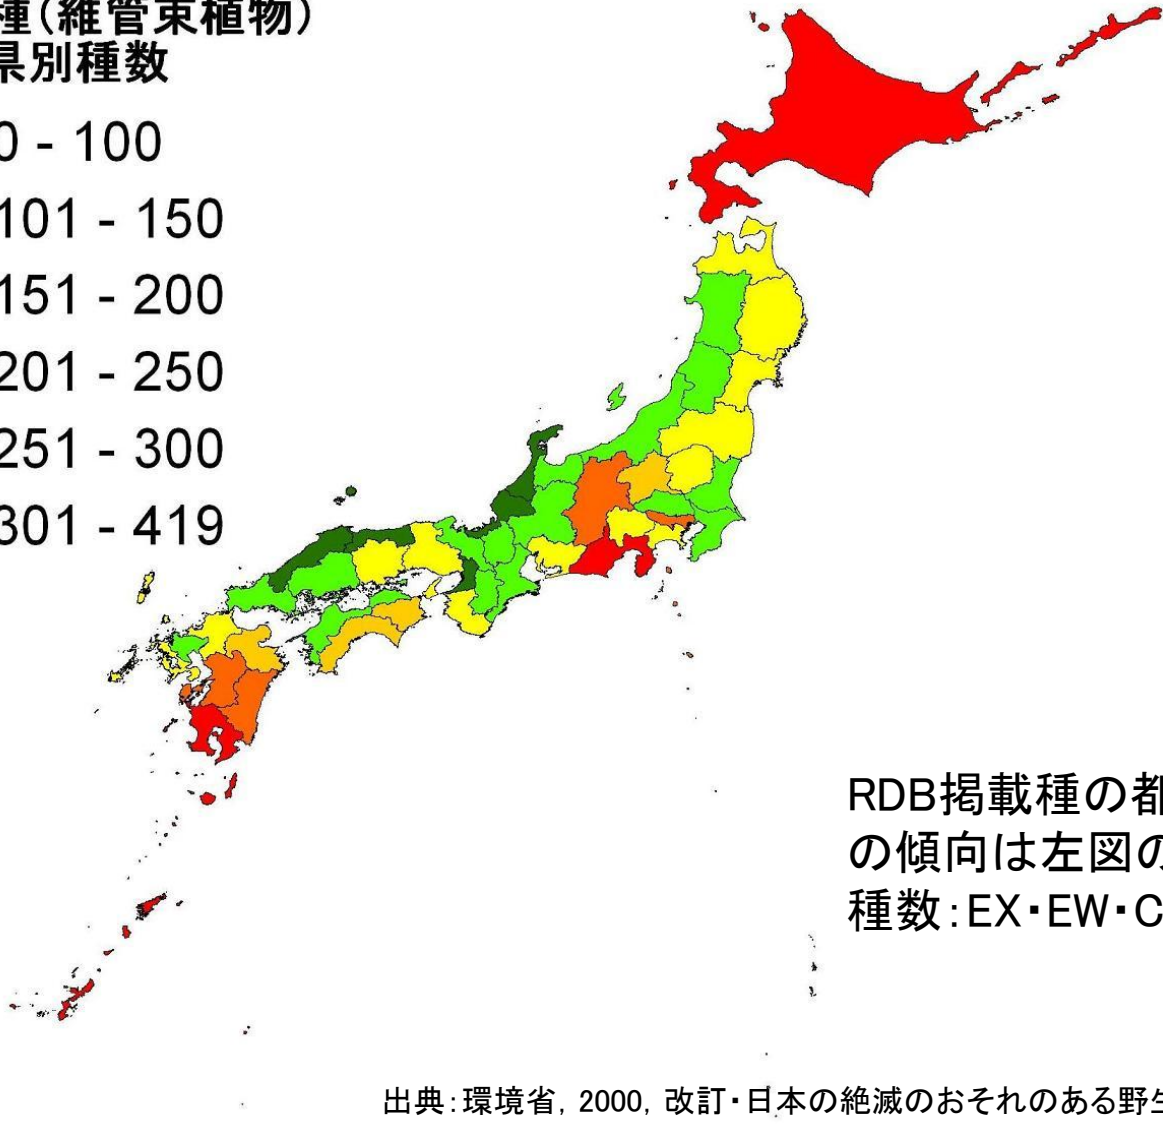 種（維管束植物）
県別種数
0 - 100
101 - 150
151 - 200
201 - 250
251 - 300
301 - 419
RDB掲載種の都
の傾向は左図の
種数：EX・EW・C
出典：環境省，2000，改訂・日本の絶滅のおそれのある野生